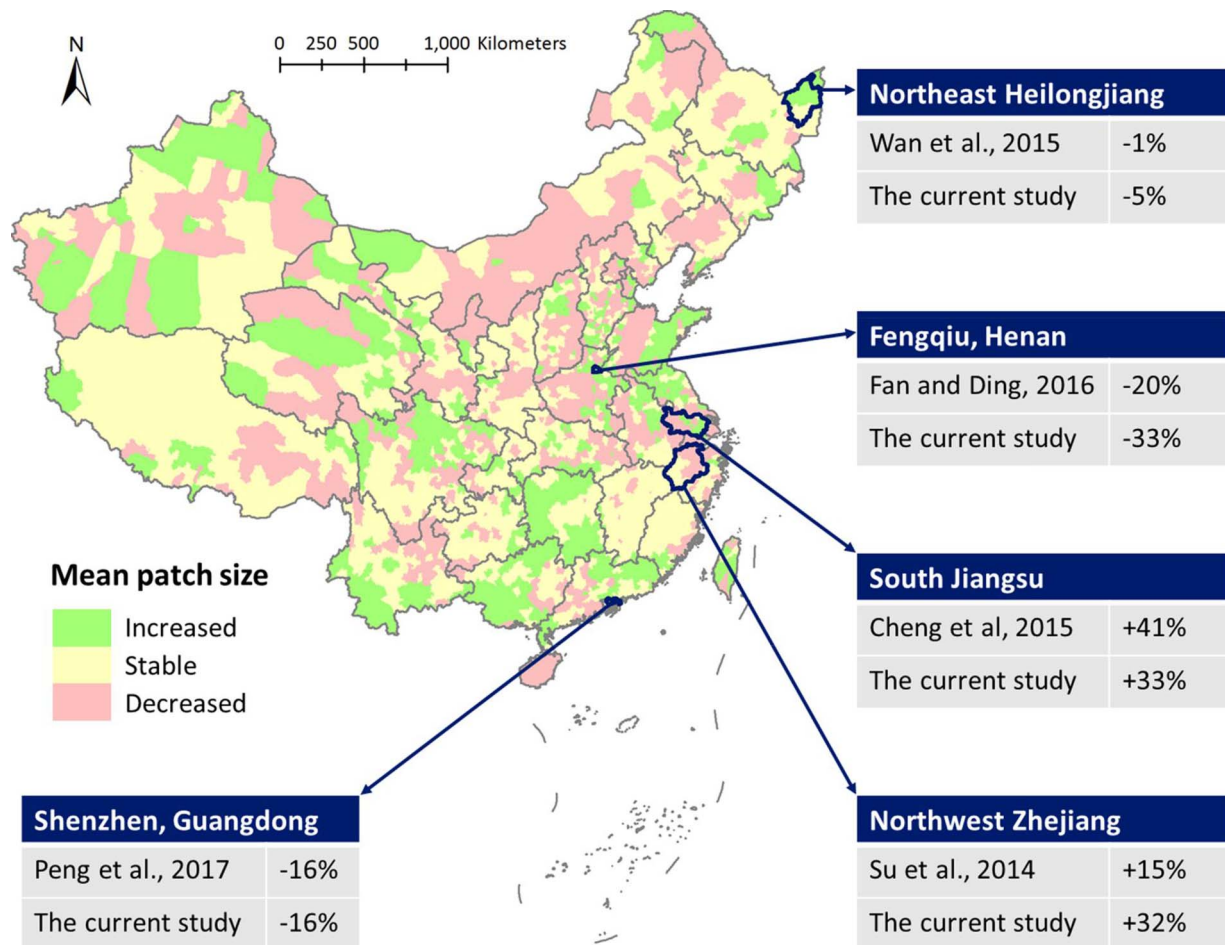 N
0 250 500 1,000 Kilometers
Northeast Heilongjiang
Wan et al., 2015 -1%
The current study -5%
Fengqiu, Henan
Fan and Ding, 2016 -20%
The current study -33%
South Jiangsu
Cheng et al, 2015 +41%
The current study +33%
Mean patch size
Increased
Stable
Decreased
Shenzhen, Guangdong
Peng et al., 2017 -16%
The current study -16%
Northwest Zhejiang
Su et al., 2014 +15%
The current study +32%